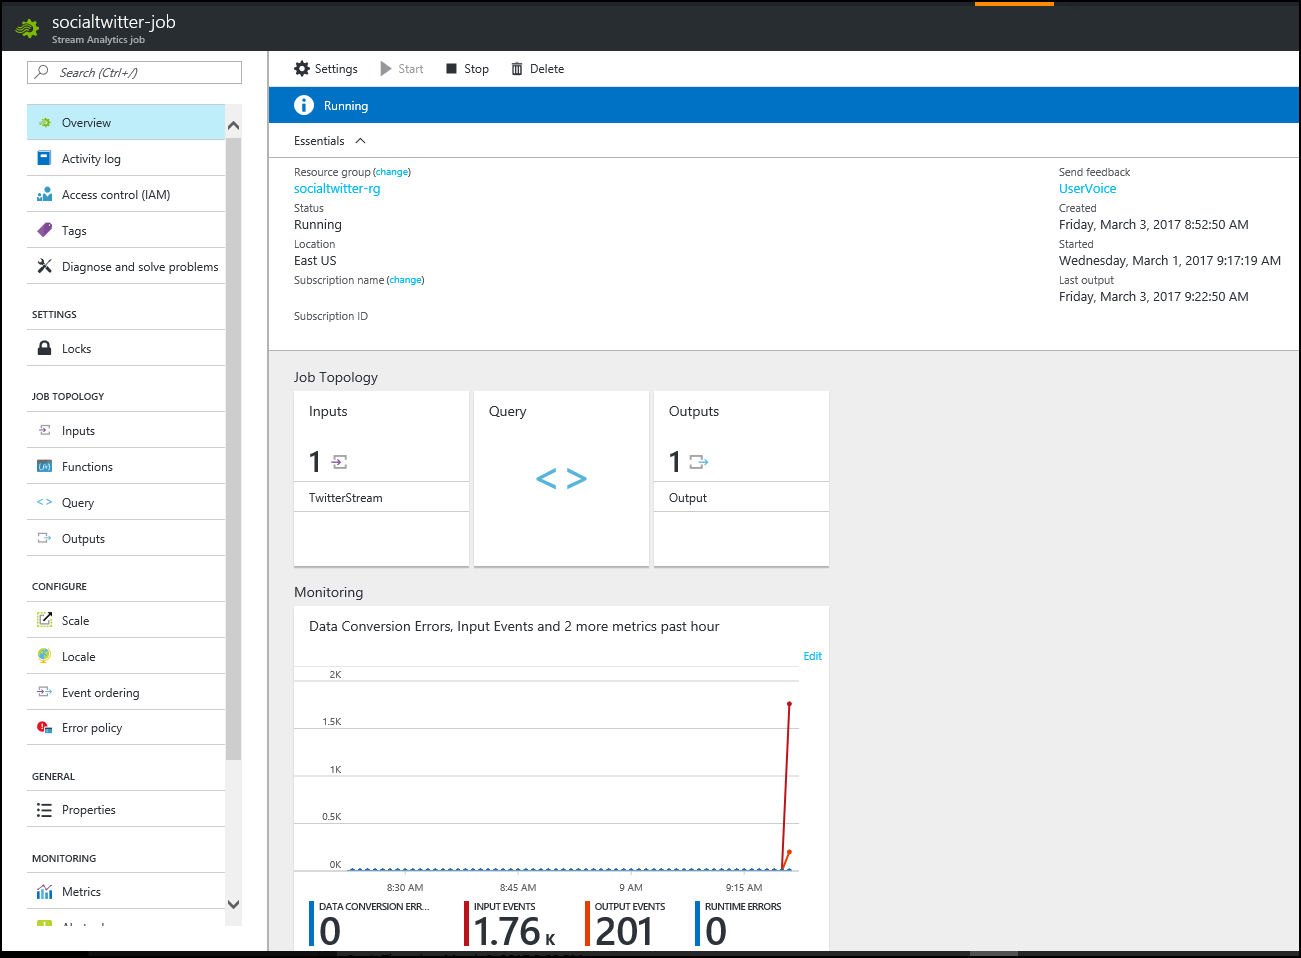 socialtwitter-job
Stream Analytics job
Search (Ctrl+/)
Overview
Activity log
Access control (IAM)
Tags
Diagnose and solve problems
SETTINGS
Locks
JOB TOPOLOGY
Inputs
Functions
Query
Outputs
CONFIGURE
Scale
Locale
Event ordering
Error policy
GENERAL
Properties
MONITORING
Metrics
Settings Start Stop Delete
Running
Essentials
Resource group (change)
socialtwitter-rg
Status
Running
Location
East US
Subscription name (change)
Subscription ID
Send feedback
UserVoice
Created
Friday, March 3, 2017 8:52:50 AM
Started
Wednesday, March 1, 2017 9:17:19 AM
Last output
Friday, March 3, 2017 9:22:50 AM
Job Topology
Inputs
1
TwitterStream
Query
< >
Outputs
1
Output
Monitoring
Data Conversion Errors, Input Events and 2 more metrics past hour
Edit
2K
1.5K
1K
0.5K
0K
8:30 AM 8:45 AM 9 AM 9:15 AM
DATA CONVERSION ERR... INPUT EVENTS OUTPUT EVENTS RUNTIME ERRORS
0 1.76 K 201 0